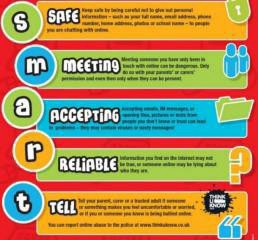 s SAFE Keep safe by being careful not to give out personal
information – such as your full name, email address, phone
number, home address, photos or school name – to people
you are chatting with online.
m MEETING Meeting someone you have only been in
touch with online can be dangerous. Only
do so with your parents' or carers'
permission and even then only when they can be present.
a ACCEPTING Accepting emails, IM messages, or
opening files, pictures or texts from
people you don't know or trust can lead
to problems – they may contain viruses or nasty messages!
r RELIABLE Information you find on the internet may not
be true, or someone online may be lying about
who they are.
t TELL Tell your parent, carer or a trusted adult if someone
or something makes you feel uncomfortable or worried,
or if you or someone you know is being bullied online.
You can report online abuse to the police at www.thinkuknow.co.uk
THINK
U KNOW